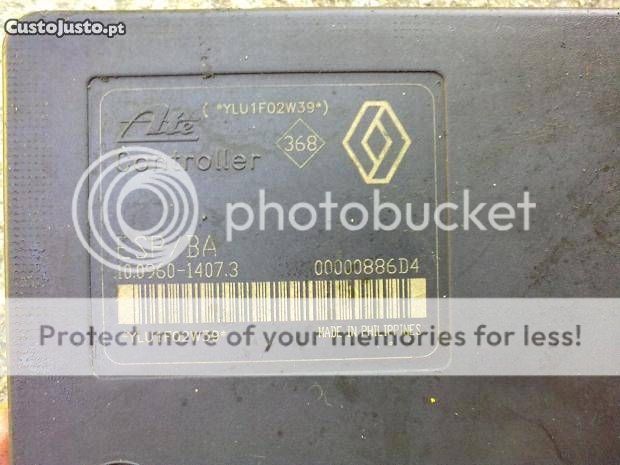 CustoJusto.pt
(*YLU1F02W39*)
Ate
368
Controller
photobucket
ESP/BA
10.0960-1407.3 00000886D4
Protect more of your memories for less!
*YLU1F02W39* MADE IN PHILIPPINES